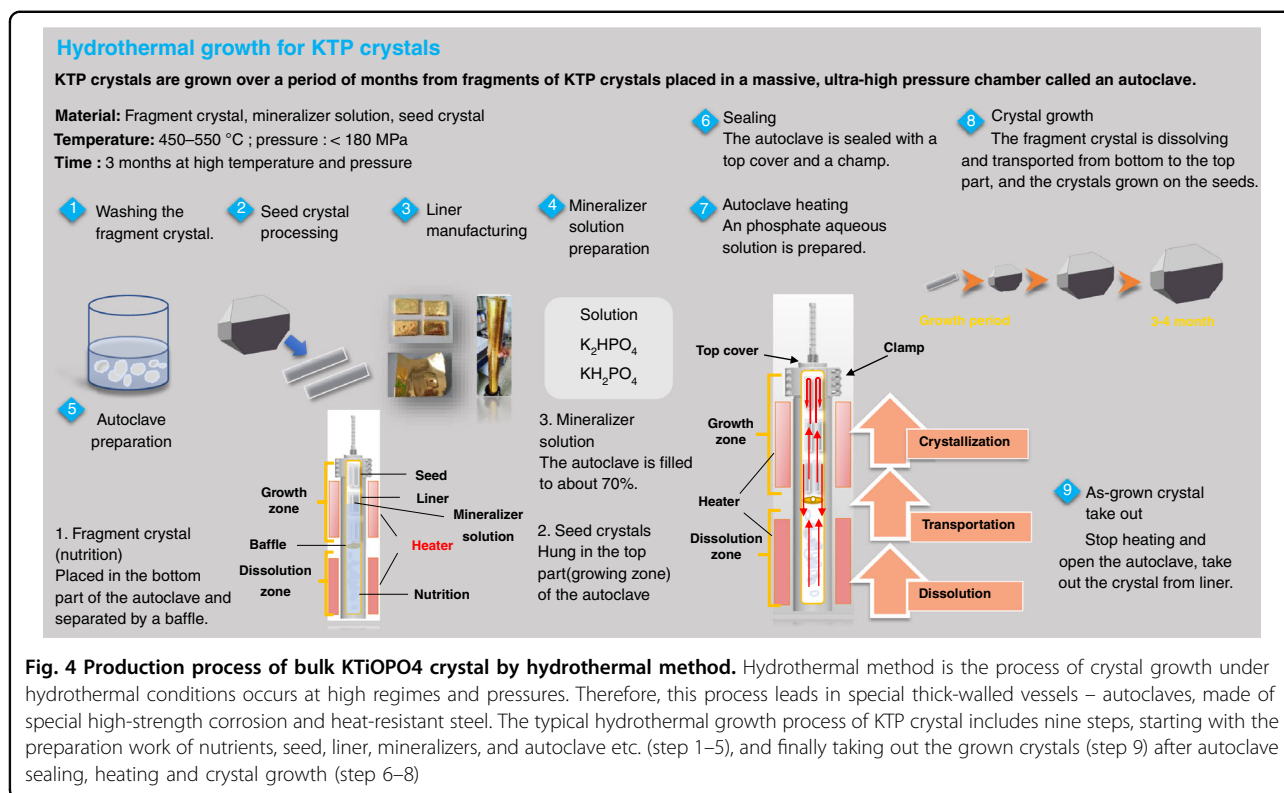 Hydrothermal growth for KTP crystals
KTP crystals are grown over a period of months from fragments of KTP crystals placed in a massive, ultra-high pressure chamber called an autoclave.
Material: Fragment crystal, mineralizer solution, seed crystal
Temperature: 450–550 °C ; pressure : < 180 MPa
Time : 3 months at high temperature and pressure
1
Washing the
fragment crystal.
2
Seed crystal
processing
3
Liner
manufacturing
4
Mineralizer
solution
preparation
6
Sealing
The autoclave is sealed with a
top cover and a champ.
7
Autoclave heating
An phosphate aqueous
solution is prepared.
8
Crystal growth
The fragment crystal is dissolving
and transported from bottom to the top
part, and the crystals grown on the seeds.
Growth period
3-4 month
Solution
K₂HPO₄
KH₂PO₄
5
Autoclave
preparation
1. Fragment crystal
(nutrition)
Placed in the bottom
part of the autoclave and
separated by a baffle.
Growth
zone
Baffle
Dissolution
zone
Seed
Liner
Mineralizer
solution
Heater
Nutrition
3. Mineralizer
solution
The autoclave is filled
to about 70%.
2. Seed crystals
Hung in the top
part(growing zone)
of the autoclave
Top cover
Clamp
Growth
zone
Heater
Dissolution
zone
Crystallization
Transportation
Dissolution
9
As-grown crystal
take out
Stop heating and
open the autoclave, take
out the crystal from liner.
Fig. 4 Production process of bulk KTiOPO4 crystal by hydrothermal method. Hydrothermal method is the process of crystal growth under
hydrothermal conditions occurs at high regimes and pressures. Therefore, this process leads in special thick-walled vessels – autoclaves, made of
special high-strength corrosion and heat-resistant steel. The typical hydrothermal growth process of KTP crystal includes nine steps, starting with the
preparation work of nutrients, seed, liner, mineralizers, and autoclave etc. (step 1–5), and finally taking out the grown crystals (step 9) after autoclave
sealing, heating and crystal growth (step 6–8)